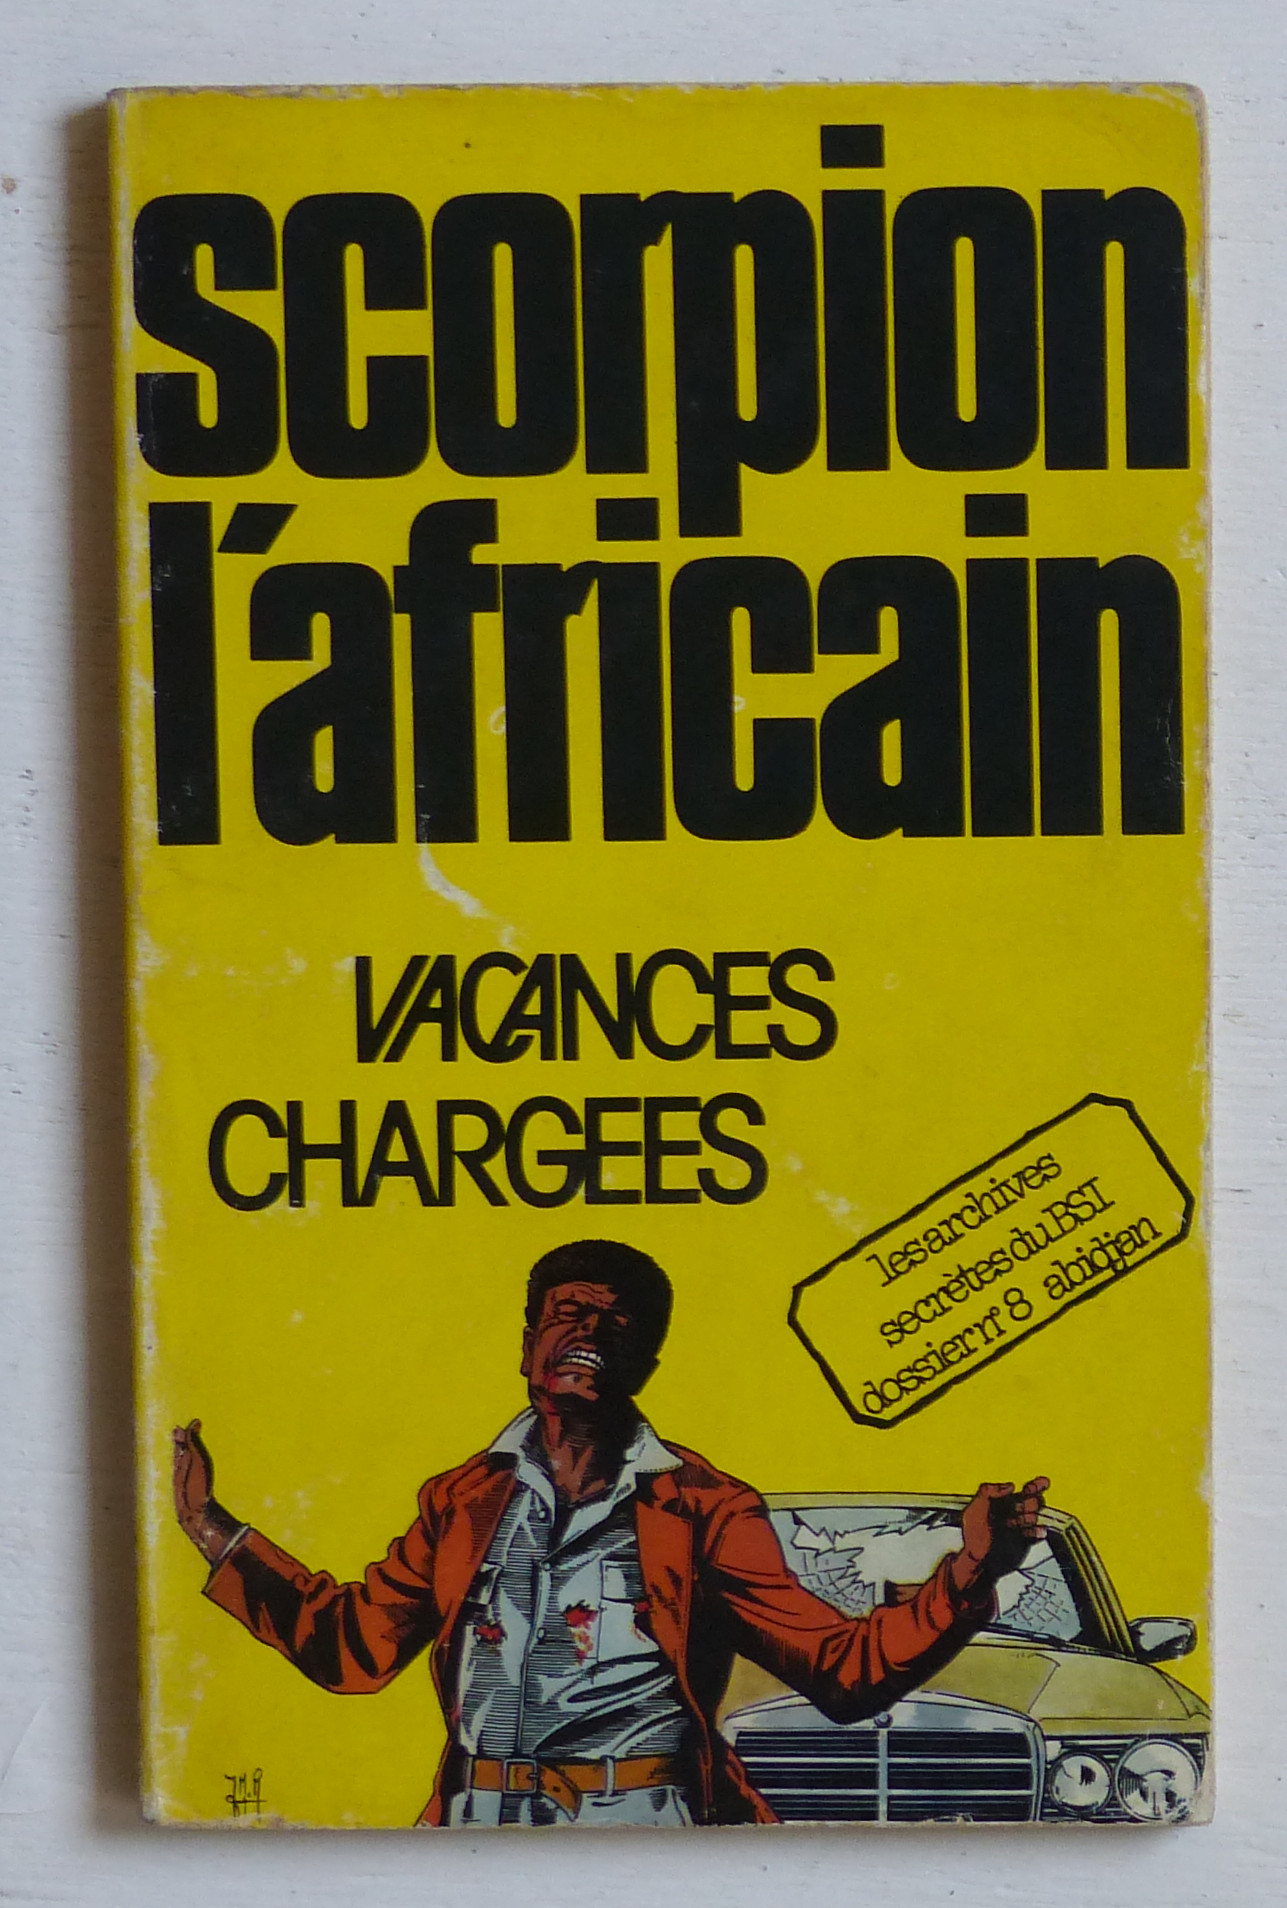 scorpion
l'africain
VACANCES
CHARGEES
les archives
secrètes du BSI
dossier n° 8 abidjan